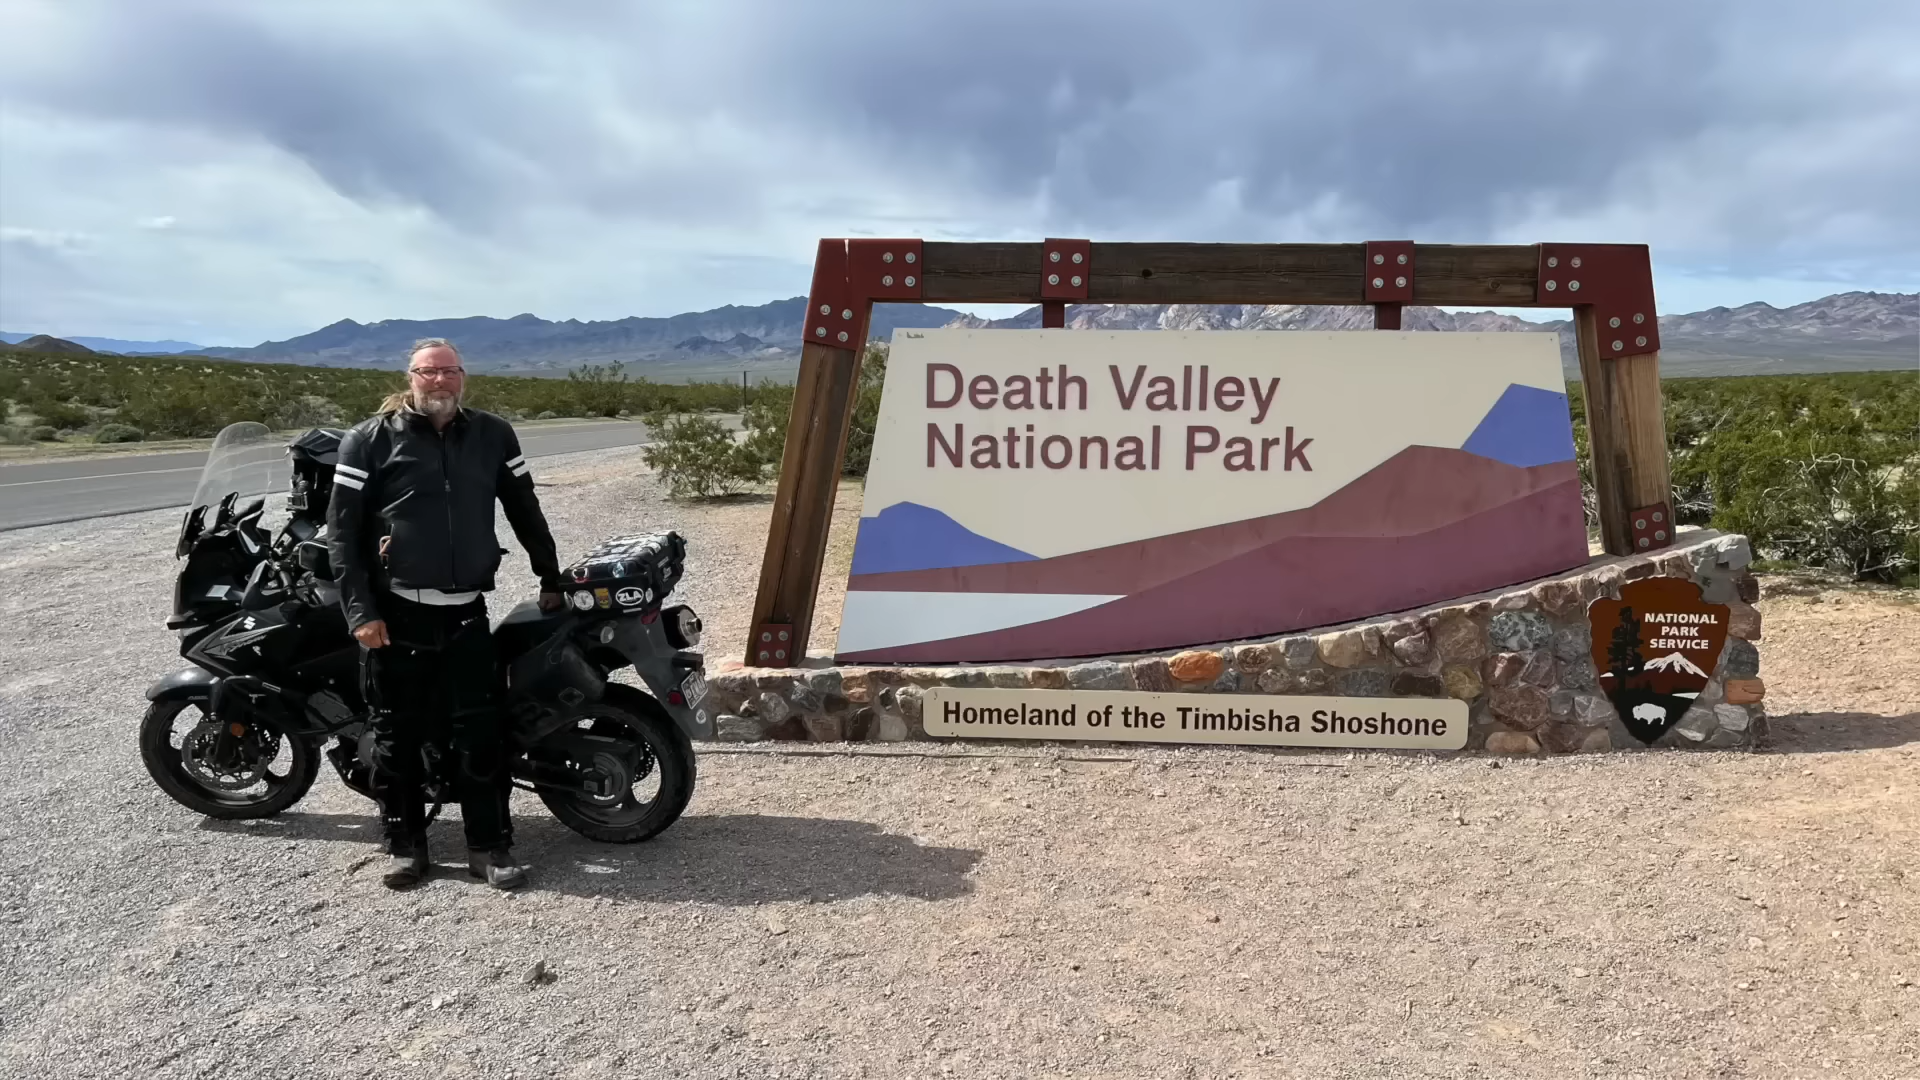 Death Valley
National Park
Homeland of the Timbisha Shoshone
NATIONAL
PARK
SERVICE
ZLA